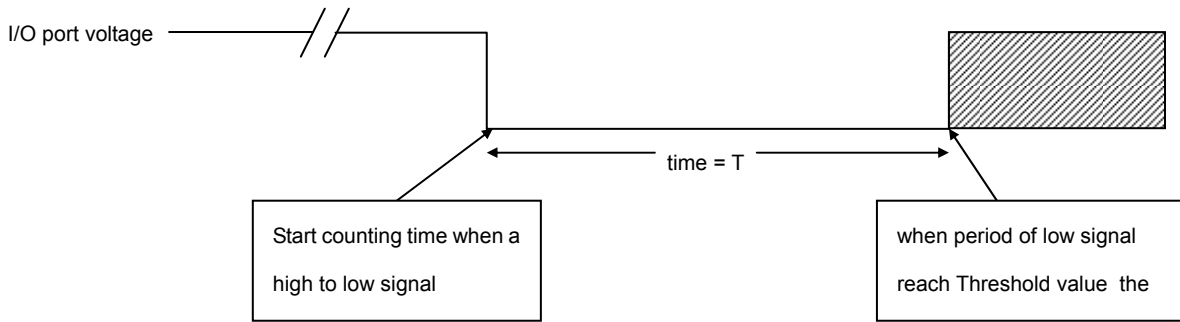 I/O port voltage
time = T
Start counting time when a
high to low signal
when period of low signal
reach Threshold value the